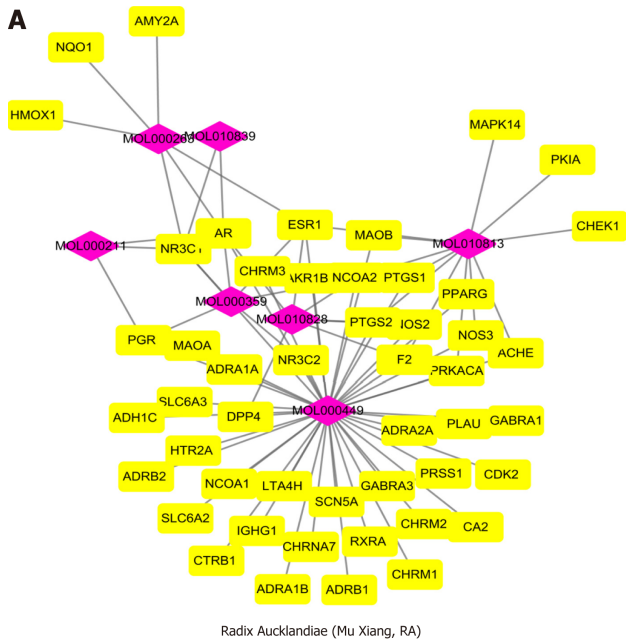 A
AMY2A
NQO1
HMOX1
MOL010839
MAPK14
PKIA
CHEK1
AR
ESR1
MAOB
MOL000211
NR3C1
MOL010813
CHRM3
NCOA2
PTGS1
PPARG
MOL000359
MOL010828
PTGS2
NOS2
NOS3
PGR
MAOA
NR3C2
F2
ACHE
ADRA1A
PRKACA
SLC6A3
DPP4
MOL000449
ADH1C
ADRA2A
PLAU
GABRA1
HTR2A
ADRB2
NCOA1
LTA4H
GABRA3
PRSS1
CDK2
SCN5A
SLC6A2
IGHG1
CHRM2
CA2
CHRNA7
RXRA
CTRB1
CHRM1
ADRA1B
ADRB1
Radix Aucklandiae (Mu Xiang, RA)